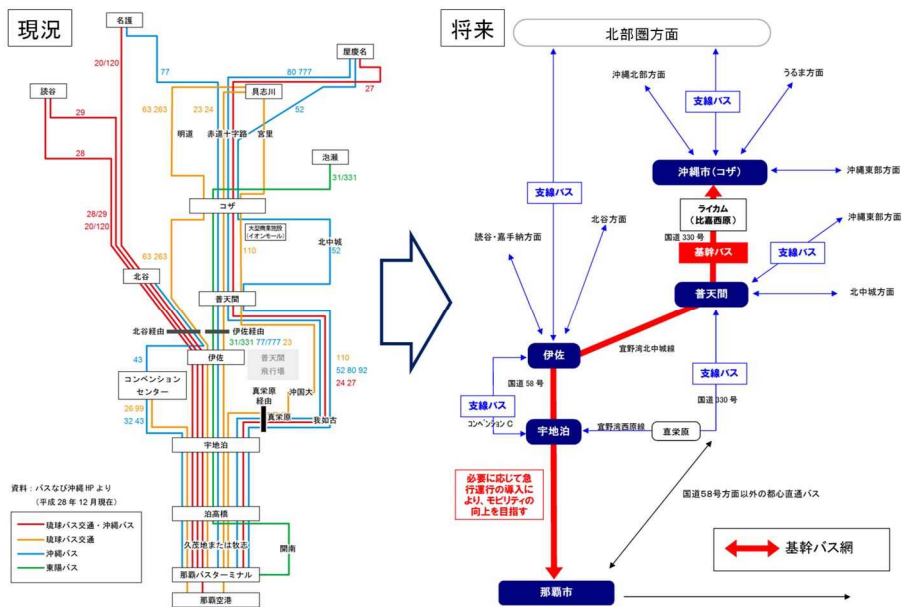 現況
名護
20/120
77
屋慶名
80 777
27
読谷
29
28
具志川
63 263
23 24
52
明道
赤道十字路
宮里
泡瀬
31/331
コザ
大型商業施設
(イオンモール)
北中城
52
28/29
20/120
63 263
110
北谷
普天間
北谷経由
伊佐経由
31/331 77/777 23
伊佐
普天間
飛行場
43
コンベンション
センター
110
52 80 92
24 27
26 99
32 43
真栄原
経由
沖国大
真栄原
我如古
宇地泊
資料:バスなび沖縄HPより
(平成28年12月現在)
泊高橋
琉球バス交通・沖縄バス
琉球バス交通
沖縄バス
東陽バス
久茂地または牧志
開南
那覇バスターミナル
那覇空港
将来
北部圏方面
沖縄北部方面
うるま方面
支線バス
沖縄市(コザ)
沖縄東部方面
支線バス
ライカム
(比嘉西原)
国道330号
沖縄東部方面
読谷・嘉手納方面
北谷方面
基幹バス
支線バス
普天間
北中城方面
伊佐
宜野湾北中城線
国道58号
支線バス
国道330号
支線バス
コンベンションC
宇地泊
宜野湾西原線
真栄原
必要に応じて急
行運行の導入に
より、モビリティの
向上を目指す
国道58号方面以外の都心直通バス
基幹バス網
那覇市